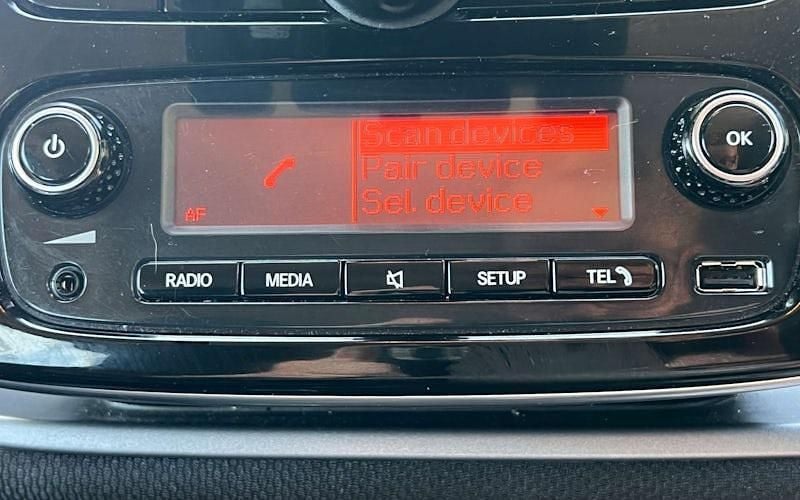 Scan devices
Pair device
Sel. device
AF
OK
RADIO
MEDIA
SETUP
TEL